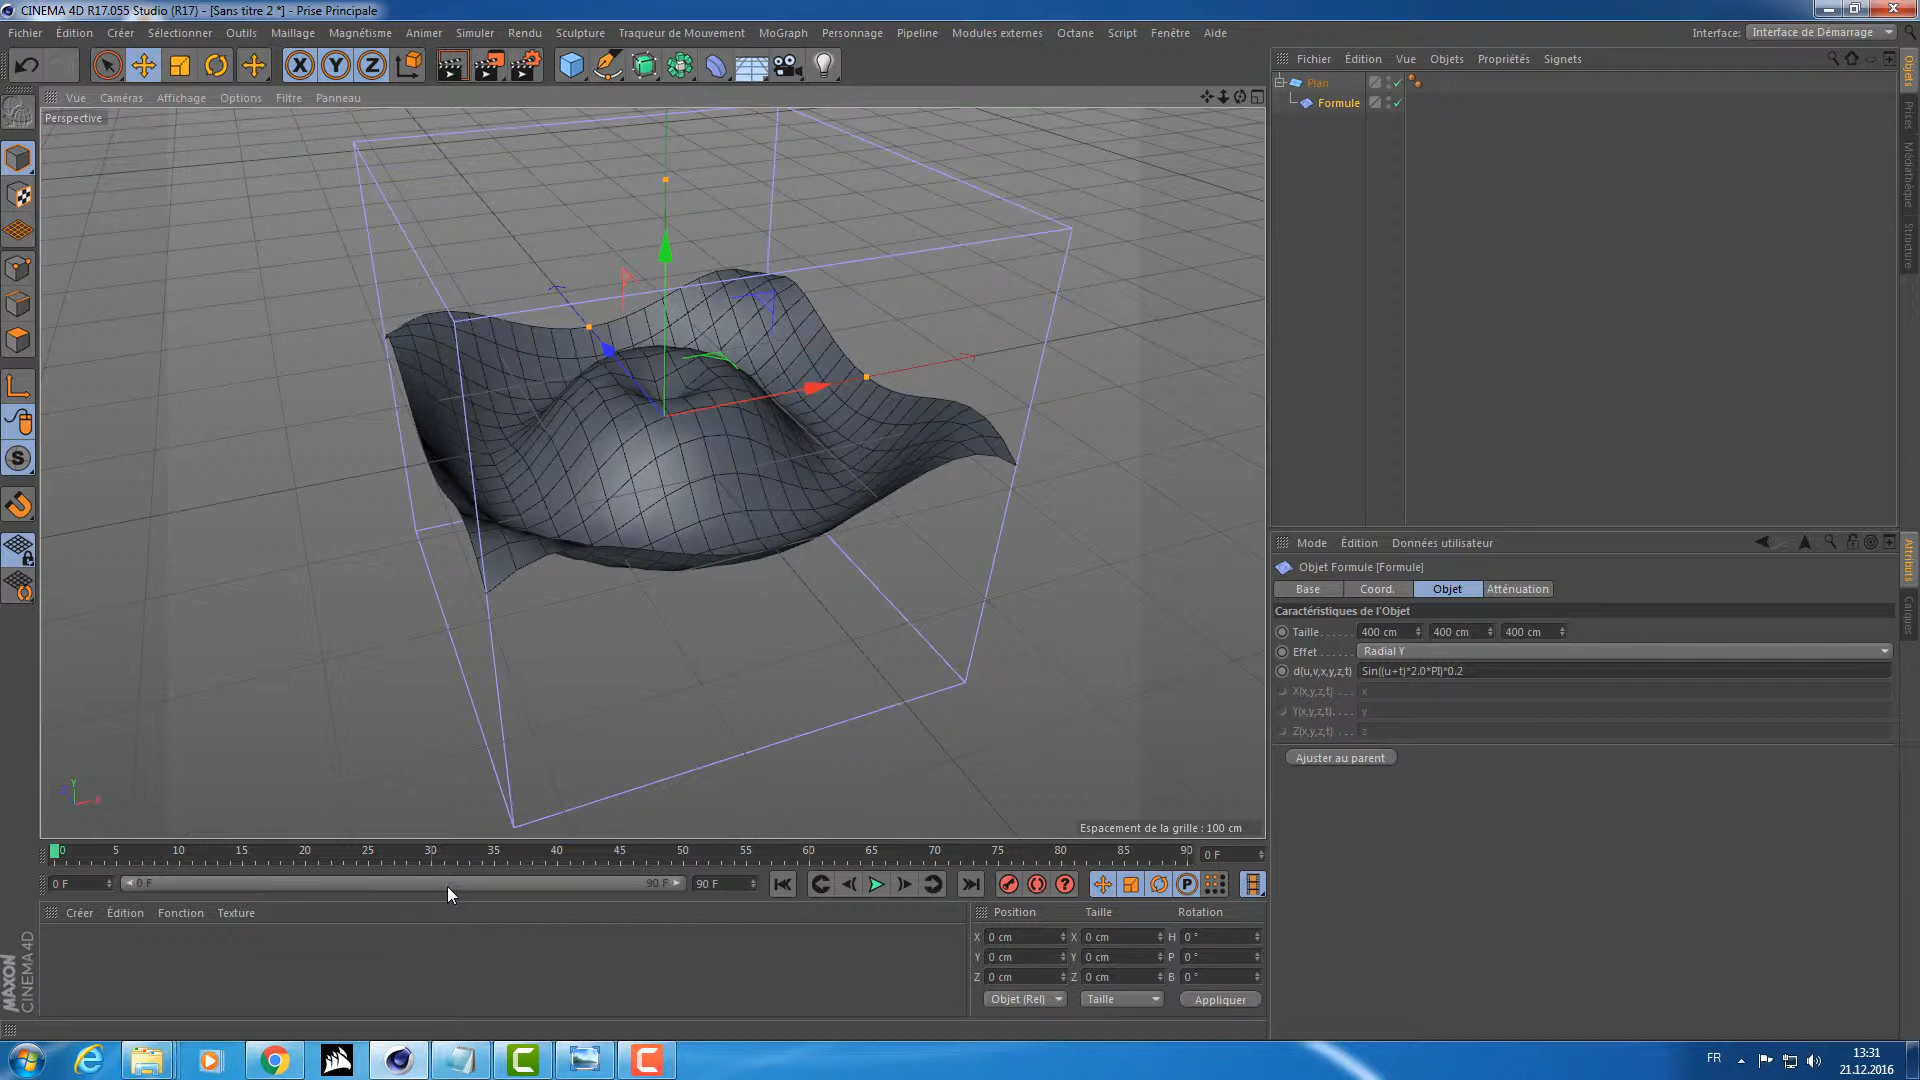 CINEMA 4D R17.055 Studio (R17) - [Sans titre 2 *] - Prise Principale
Fichier Édition Créer Sélectionner Outils Maillage Magnétisme Animer Simuler Rendu Sculpture Traqueur de Mouvement MoGraph Personnage Pipeline Modules externes Octane Script Fenêtre Aide Interface: Interface de Démarrage
X Y Z
Vue Caméras Affichage Options Filtre Panneau
Perspective
Fichier Édition Vue Objets Propriétés Signets
Plan
Formule
Objets
Prises
Médiathèque
Structure
Mode Édition Données utilisateur
Objet Formule [Formule]
Base Coord. Objet Atténuation
Caractéristiques de l'Objet
Taille . . . . . . 400 cm 400 cm 400 cm
Effet . . . . . . Radial Y
d(u,v,x,y,z,t) Sin((u+t)*2.0*PI)*0.2
X(x,y,z,t) . . . . x
Y(x,y,z,t). . . . y
Z(x,y,z,t) . . . . z
Ajuster au parent
Attributs
Calques
Y
Z X
Espacement de la grille : 100 cm
0 5 10 15 20 25 30 35 40 45 50 55 60 65 70 75 80 85 90 0 F
0 F 0 F 90 F 90 F
P
S
Créer Édition Fonction Texture
Position Taille Rotation
X 0 cm X 0 cm H 0 °
Y 0 cm Y 0 cm P 0 °
Z 0 cm Z 0 cm B 0 °
Objet (Rel) Taille Appliquer
MAXON
CINEMA 4D
FR
13:31
21.12.2016